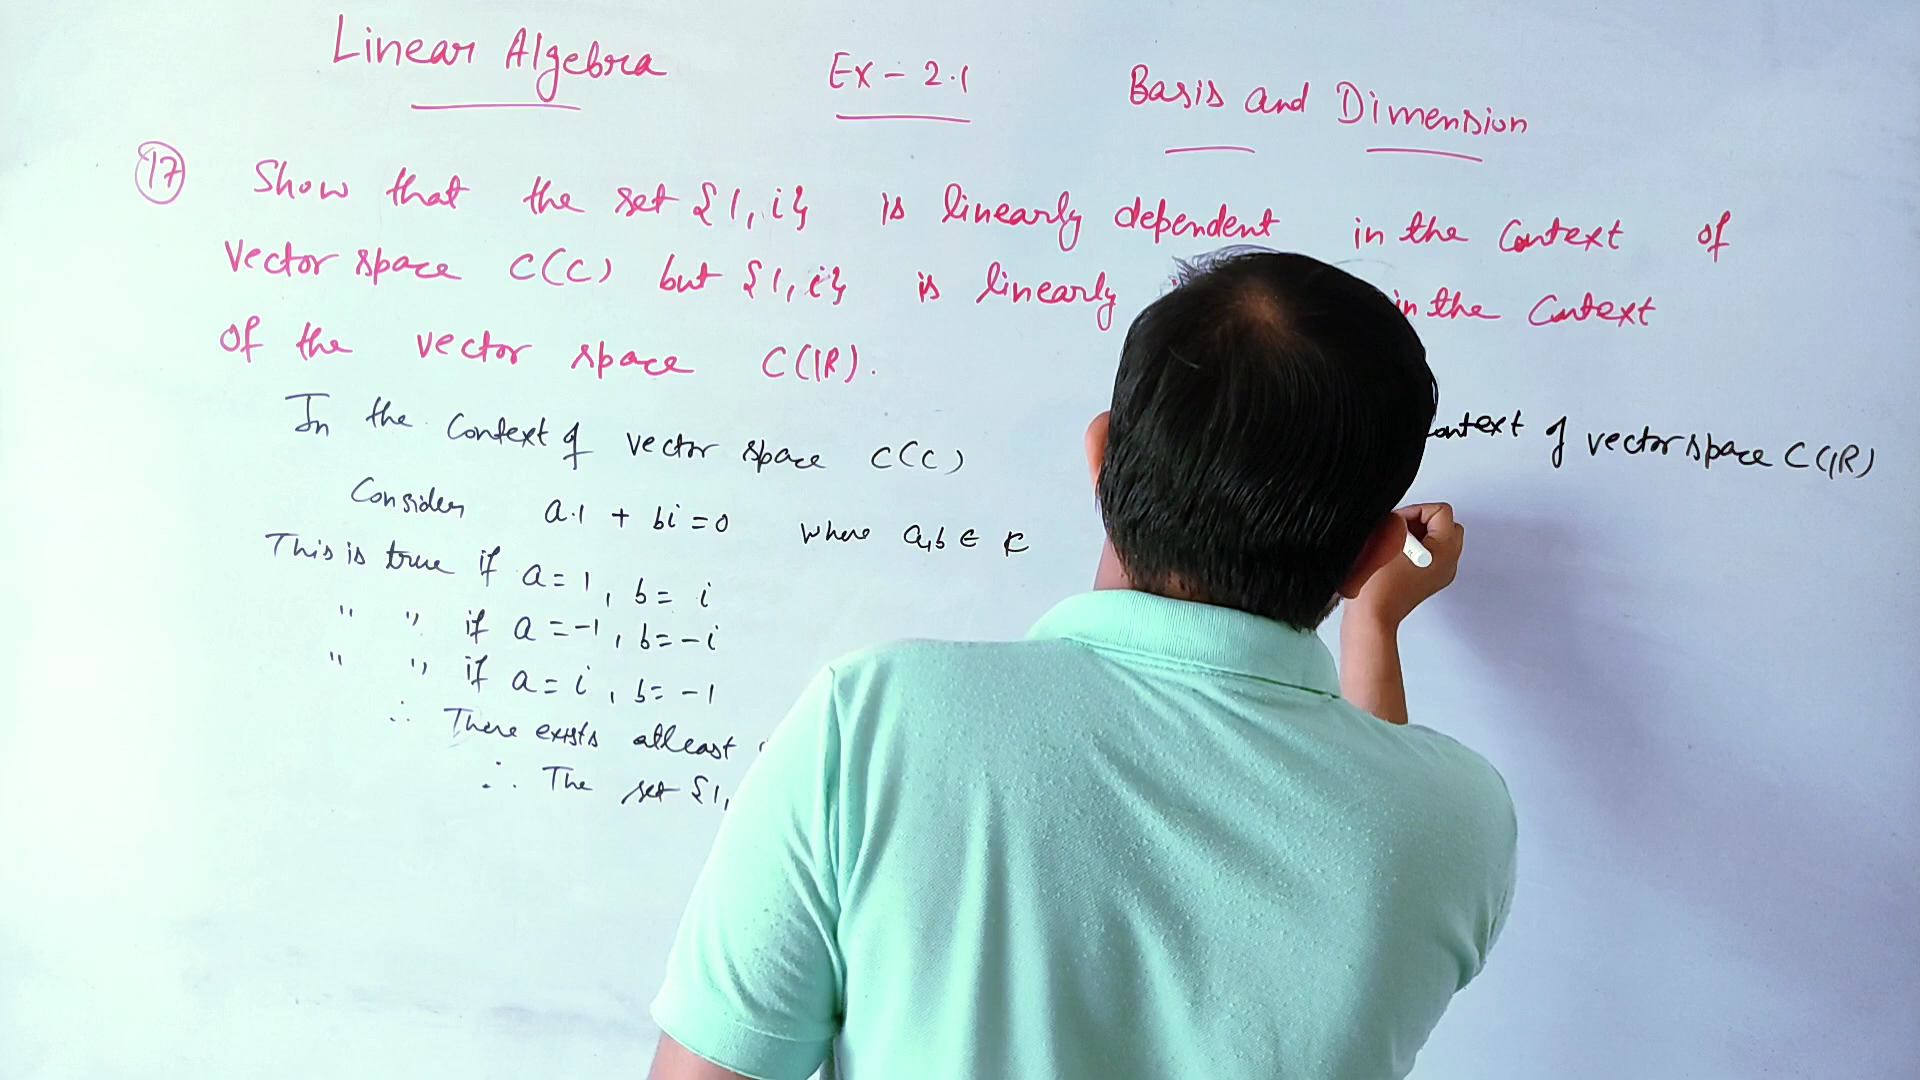 Linear Algebra Ex - 2.1 Basis and Dimension
17 Show that the set {1, i} is linearly dependent in the context of
vector space C(C) but {1, i} is linearly in the context
of the vector space C(IR).
In the context of vector space C(C)
context of vector space C(IR)
Consider a.1 + bi = 0 where a,b ∈ C
This is true if a = 1, b = i
" " if a = -1, b = -i
" " if a = i, b = -1
∴ There exists atleast
∴ The set {1,